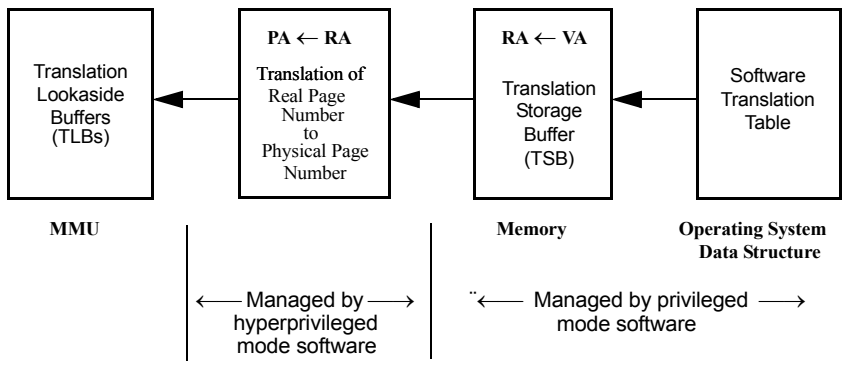 Translation
Lookaside
Buffers
(TLBs)
PA ← RA
Translation of
Real Page
Number
to
Physical Page
Number
RA ← VA
Translation
Storage
Buffer
(TSB)
Software
Translation
Table
MMU
Memory
Operating System
Data Structure
Managed by
hyperprivileged
mode software
¨
Managed by privileged
mode software